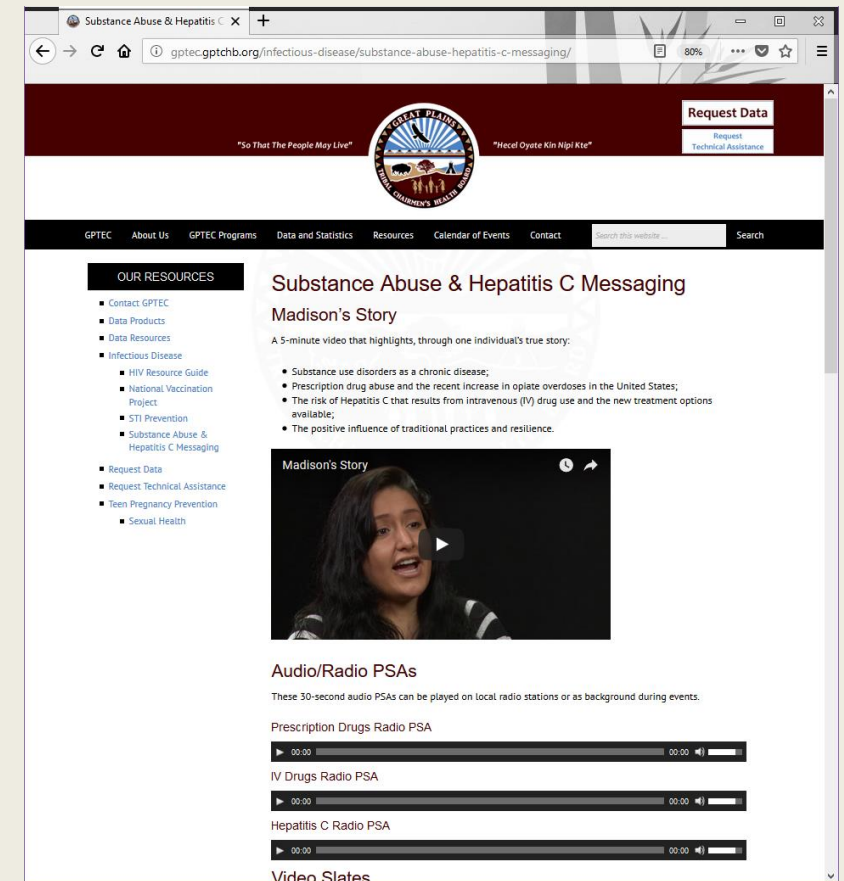 Substance Abuse & Hepatitis C
gptec.gptchb.org/infectious-disease/substance-abuse-hepatitis-c-messaging/
80%
Request Data
Request
Technical Assistance
"So That The People May Live"
GREAT PLAINS
TRIBAL CHAIRMEN'S HEALTH BOARD
"Hecel Oyate Kin Nipi Kte"
GPTEC About Us GPTEC Programs Data and Statistics Resources Calendar of Events Contact Search this website ... Search
OUR RESOURCES
Contact GPTEC
Data Products
Data Resources
Infectious Disease
HIV Resource Guide
National Vaccination
Project
STI Prevention
Substance Abuse &
Hepatitis C Messaging
Request Data
Request Technical Assistance
Teen Pregnancy Prevention
Sexual Health
Substance Abuse & Hepatitis C Messaging
Madison's Story
A 5-minute video that highlights, through one individual's true story:
Substance use disorders as a chronic disease;
Prescription drug abuse and the recent increase in opiate overdoses in the United States;
The risk of Hepatitis C that results from intravenous (IV) drug use and the new treatment options
available;
The positive influence of traditional practices and resilience.
Madison's Story
Audio/Radio PSAs
These 30-second audio PSAs can be played on local radio stations or as background during events.
Prescription Drugs Radio PSA
00:00 00:00
IV Drugs Radio PSA
00:00 00:00
Hepatitis C Radio PSA
00:00 00:00
Video Slates